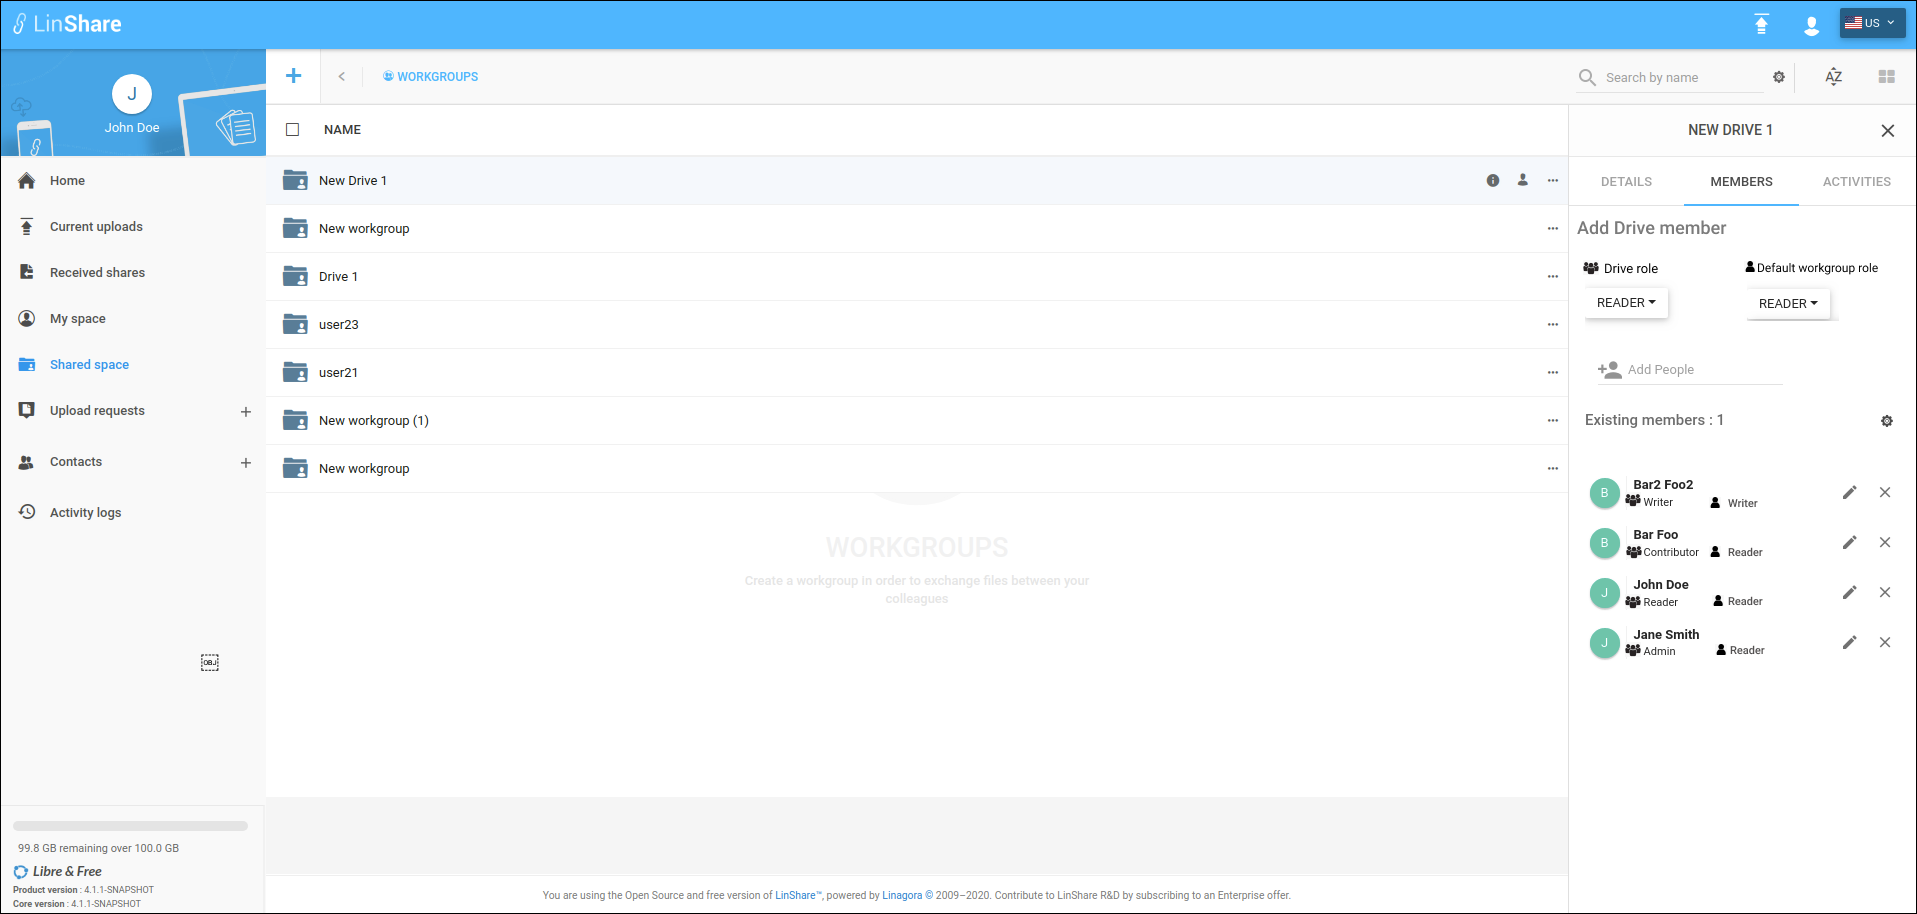 LinShare
US
J
John Doe
WORKGROUPS
Search by name
AZ
Home
Current uploads
Received shares
My space
Shared space
Upload requests
Contacts
Activity logs
OBJ
99.8 GB remaining over 100.0 GB
Libre & Free
Product version : 4.1.1-SNAPSHOT
Core version : 4.1.1-SNAPSHOT
NAME
New Drive 1
New workgroup
Drive 1
user23
user21
New workgroup (1)
New workgroup
WORKGROUPS
Create a workgroup in order to exchange files between your
colleagues
You are using the Open Source and free version of LinShare™, powered by Linagora © 2009–2020. Contribute to LinShare R&D by subscribing to an Enterprise offer.
NEW DRIVE 1
DETAILS MEMBERS ACTIVITIES
Add Drive member
Drive role Default workgroup role
READER READER
Add People
Existing members : 1
B
Bar2 Foo2
Writer Writer
B
Bar Foo
Contributor Reader
J
John Doe
Reader Reader
J
Jane Smith
Admin Reader